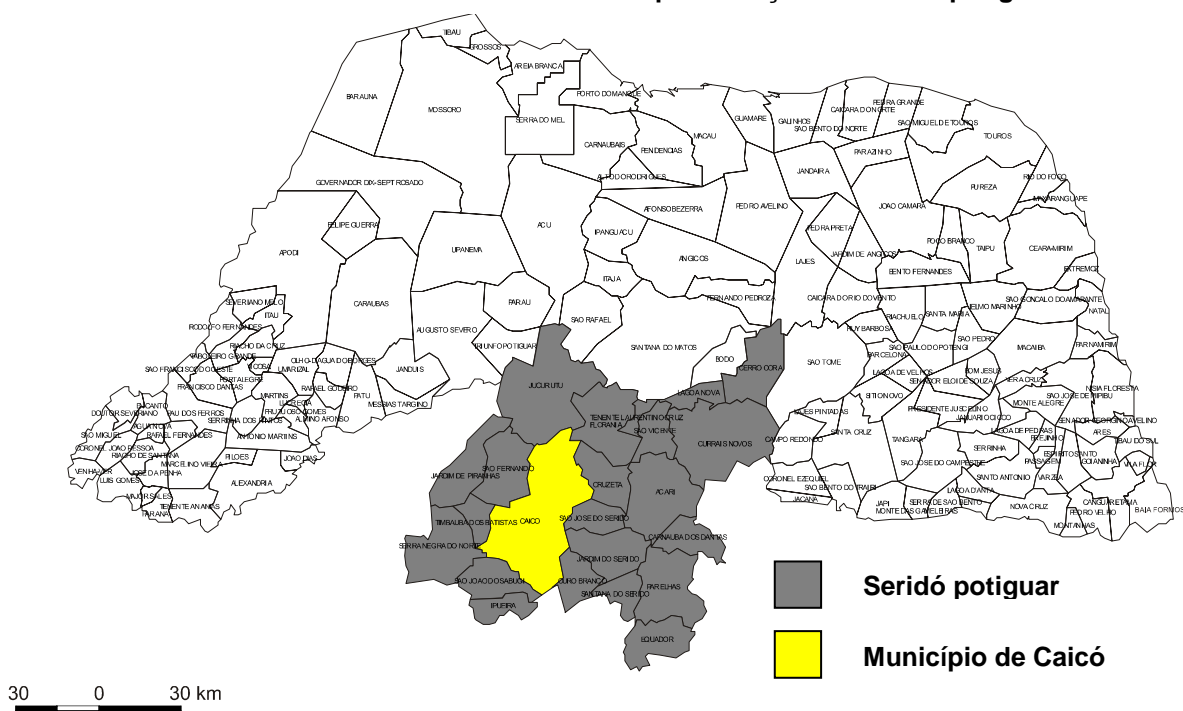 TIBAU
GROSSOS
AREIA BRANCA
BARAUNA
MOSSORO
PORTO DO MANGUE
SERRA DO MEL
GUAMARE
GALINHOS
CAICARA DO NORTE
PEDRA GRANDE
SAO BENTO DO NORTE
SAO MIGUEL DE TOUROS
TOUROS
MACAU
CARNAUBAIS
PENDENCIAS
PARAZINHO
ALTO DO RODRIGUES
JANDAIRA
RIO DO FOGO
GOVERNADOR DIX-SEPT ROSADO
PUREZA
MAXARANGUAPE
AFONSO BEZERRA
PEDRO AVELINO
JOAO CAMARA
FELIPE GUERRA
ACU
IPANGUACU
PEDRA PRETA
POCO BRANCO
TAIPU
CEARA-MIRIM
APODI
UPANEMA
ANGICOS
LAJES
JARDIM DE ANGICOS
BENTO FERNANDES
EXTREMOZ
ITAJA
SEVERIANO MELO
ITAU
CARAUBAS
PARAU
FERNANDO PEDROZA
CAICARA DO RIO DO VENTO
RIACHUELO
SANTA MARIA
IELMO MARINHO
SAO GONCALO DO AMARANTE
NATAL
SAO RAFAEL
RODOLFO FERNANDES
AUGUSTO SEVERO
RUY BARBOSA
SAO PEDRO
RIACHO DA CRUZ
TRIUNFO POTIGUAR
SANTANA DO MATOS
SAO PAULO DO POTENGI
MACAIBA
PARNAMIRIM
TABOLEIRO GRANDE
OLHO-D'AGUA DO BORGES
BODO
SAO TOME
BARCELONA
SAO FRANCISCO DO OESTE
VICOSA
UMARIZAL
JANDUIS
CERRO CORA
LAGOA DE VELHOS
BOM JESUS
PORTALEGRE
SENADOR ELOI DE SOUZA
VERA CRUZ
FRANCISCO DANTAS
RAFAEL GODEIRO
JUCURUTU
NISIA FLORESTA
MARTINS
PATU
LAGOA NOVA
SITIO NOVO
SAO JOSE DE MIPIBU
LUCRECIA
MESSIAS TARGINO
MONTE ALEGRE
ENCANTO
FRUTUOSO GOMES
LAJES PINTADAS
PRESIDENTE JUSCELINO
DOUTOR SEVERIANO
PAU DOS FERROS
SERRINHA DOS PINTOS
ALMINO AFONSO
TENENTE LAURENTINO CRUZ
JANUARIO CICCO
SENADOR GEORGINO AVELINO
AGUA NOVA
FLORANIA
SAO VICENTE
SANTA CRUZ
LAGOA DE PEDRAS
ARES
SAO MIGUEL
RAFAEL FERNANDES
ANTONIO MARTINS
CURRAIS NOVOS
CAMPO REDONDO
TANGARA
BREJINHO
TIBAU DO SUL
CORONEL JOAO PESSOA
SERRINHA
ESPIRITO SANTO
RIACHO DE SANTANA
PILOES
JOAO DIAS
PASSAGEM
GOIANINHA
VILA FLOR
MARCELINO VIEIRA
SAO FERNANDO
SAO JOSE DO CAMPESTRE
VENHA VER
JOSE DA PENHA
JARDIM DE PIRANHAS
CORONEL EZEQUIEL
SANTO ANTONIO
VARZEA
LUIS GOMES
ALEXANDRIA
CRUZETA
ACARI
SAO BENTO DO TRAIRI
LAGOA D'ANTA
MAJOR SALES
JACANA
JAPI
SERRA DE SAO BENTO
CANGUARETAMA
TENENTE ANANIAS
MONTE DAS GAMELEIRAS
NOVA CRUZ
PEDRO VELHO
BAIA FORMOS
PARANA
TIMBAUBA DOS BATISTAS
CAICO
SAO JOSE DO SERIDO
MONTANHAS
CARNAUBA DOS DANTAS
SERRA NEGRA DO NORTE
JARDIM DO SERIDO
SAO JOAO DO SABUGI
OURO BRANCO
PARELHAS
SANTANA DO SERIDO
IPUEIRA
EQUADOR
Seridó potiguar
Município de Caicó
30 0 30 km